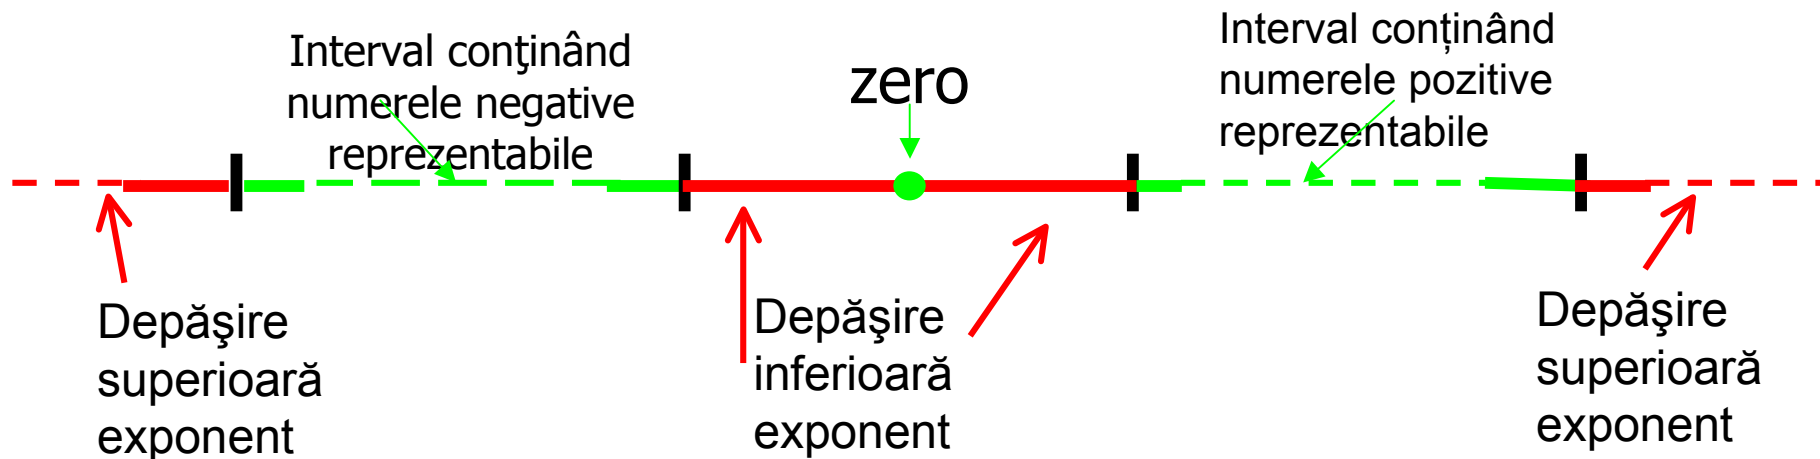 Interval conţinând
numerele negative
reprezentabile
zero
Interval conținând
numerele pozitive
reprezentabile
Depăşire
superioară
exponent
Depăşire
inferioară
exponent
Depăşire
superioară
exponent